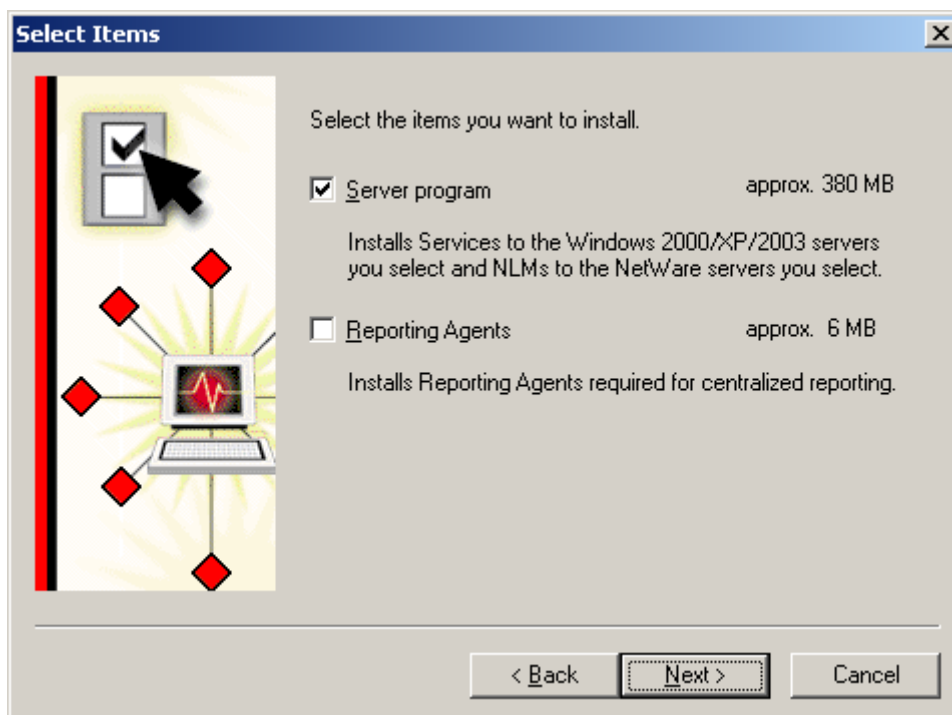 Select Items
Select the items you want to install.
Server program approx. 380 MB
Installs Services to the Windows 2000/XP/2003 servers
you select and NLMs to the NetWare servers you select.
Reporting Agents approx. 6 MB
Installs Reporting Agents required for centralized reporting.
< Back Next > Cancel